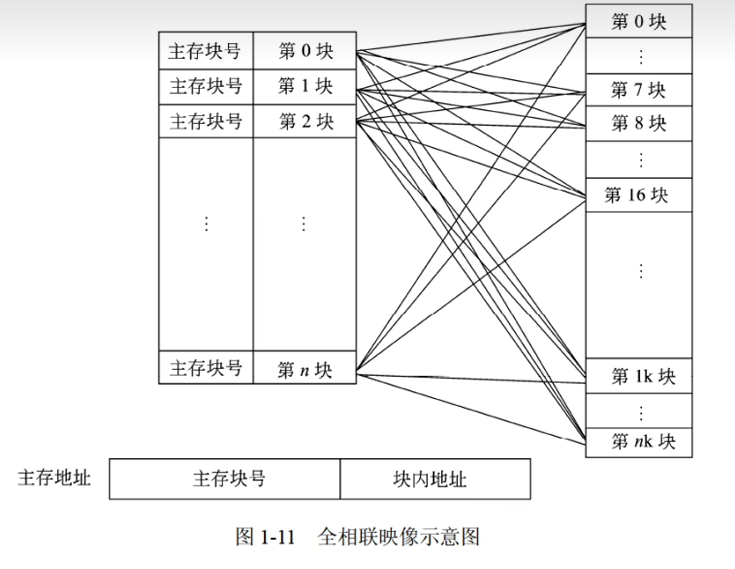 主存块号 第 0 块
主存块号 第 1 块
主存块号 第 2 块
⋮ ⋮
主存块号 第 n 块
第 0 块
⋮
第 7 块
第 8 块
⋮
第 16 块
⋮
第 1k 块
⋮
第 nk 块
主存地址 主存块号 块内地址
图 1-11 全相联映像示意图